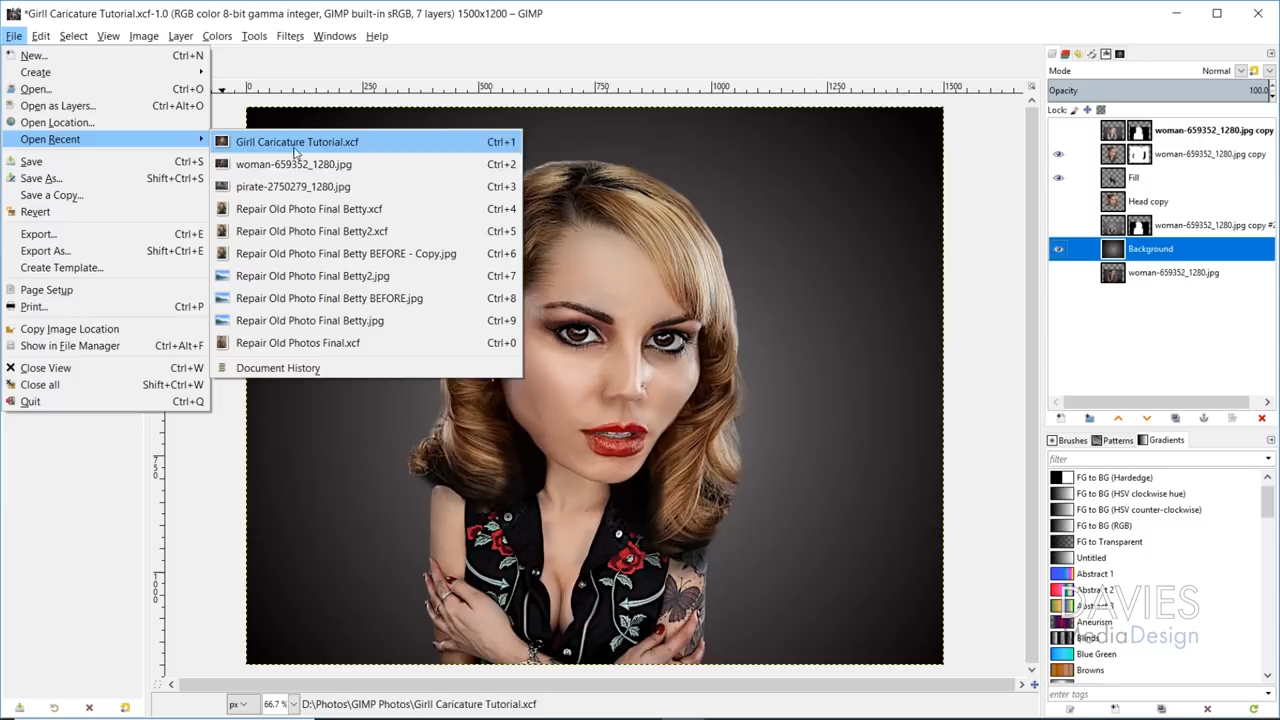 *Girll Caricature Tutorial.xcf-1.0 (RGB color 8-bit gamma integer, GIMP built-in sRGB, 7 layers) 1500x1200 – GIMP
File Edit Select View Image Layer Colors Tools Filters Windows Help
New... Ctrl+N
Create
Open... Ctrl+O
Open as Layers... Ctrl+Alt+O
Open Location...
Open Recent
Save Ctrl+S
Save As... Shift+Ctrl+S
Save a Copy...
Revert
Export... Ctrl+E
Export As... Shift+Ctrl+E
Create Template...
Page Setup
Print... Ctrl+P
Copy Image Location
Show in File Manager Ctrl+Alt+F
Close View Ctrl+W
Close all Shift+Ctrl+W
Quit Ctrl+Q
Girll Caricature Tutorial.xcf Ctrl+1
woman-659352_1280.jpg Ctrl+2
pirate-2750279_1280.jpg Ctrl+3
Repair Old Photo Final Betty.xcf Ctrl+4
Repair Old Photo Final Betty2.xcf Ctrl+5
Repair Old Photo Final Betty BEFORE - Copy.jpg Ctrl+6
Repair Old Photo Final Betty2.jpg Ctrl+7
Repair Old Photo Final Betty BEFORE.jpg Ctrl+8
Repair Old Photo Final Betty.jpg Ctrl+9
Repair Old Photos Final.xcf Ctrl+0
Document History
0 250 500 750 1000 1500
750
1000
Mode Normal
Opacity 100.0
Lock:
woman-659352_1280.jpg copy
woman-659352_1280.jpg copy
Fill
Head copy
woman-659352_1280.jpg copy #
Background
woman-659352_1280.jpg
Brushes Patterns Gradients
filter
FG to BG (Hardedge)
FG to BG (HSV clockwise hue)
FG to BG (HSV counter-clockwise)
FG to BG (RGB)
FG to Transparent
Untitled
Abstract 1
Abstract 2
Abstract 3
Aneurism
Blinds
Blue Green
Browns
DAVIES
MediaDesign
enter tags
px 66.7 % D:\Photos\GIMP Photos\Girll Caricature Tutorial.xcf